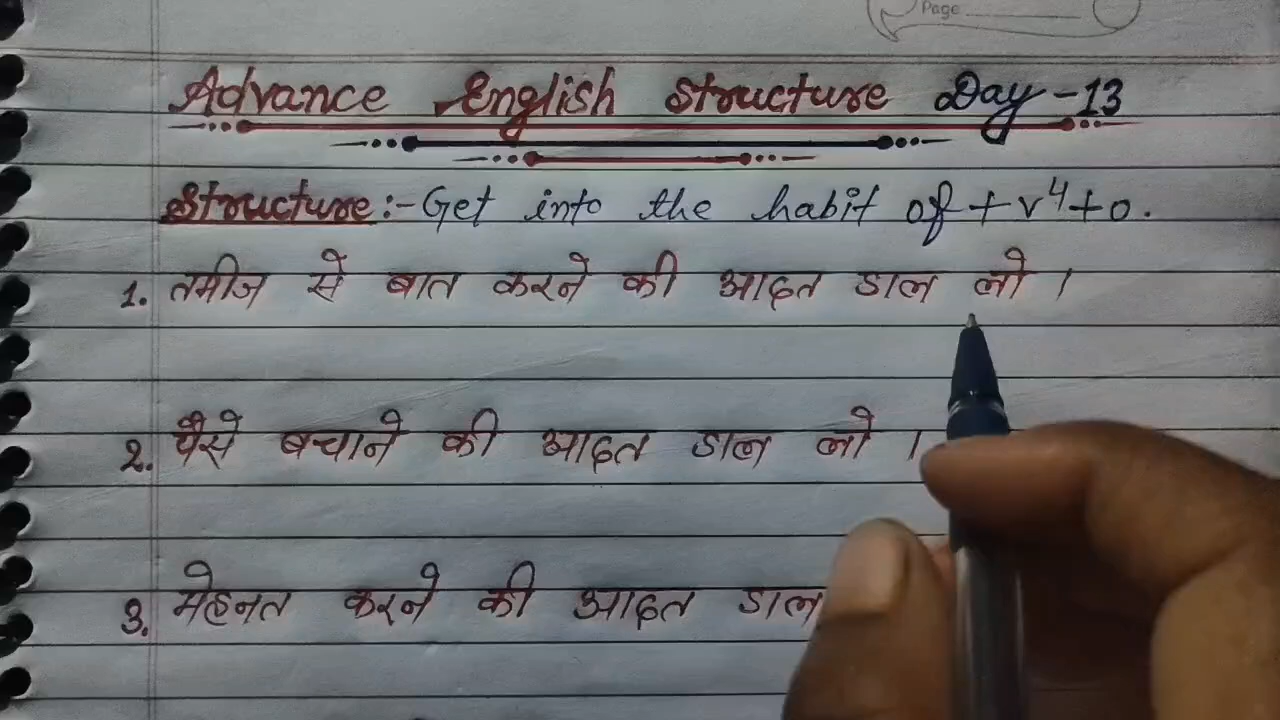 Page
Advance English Structure Day-13
Structure:- Get into the habit of + v⁴ + o.
1. तमीज से बात करने की आदत डाल लो ।
2. पैसे बचाने की आदत डाल लो ।
3. मेहनत करने की आदत डाल